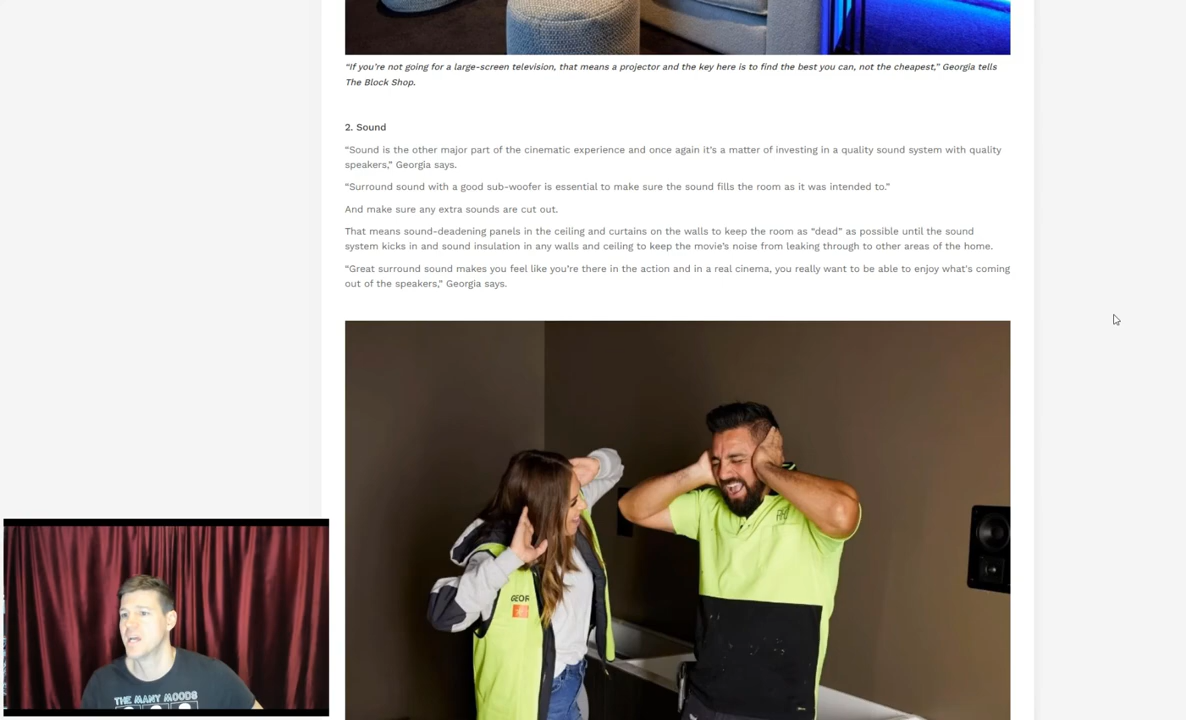 “If you’re not going for a large-screen television, that means a projector and the key here is to find the best you can, not the cheapest,” Georgia tells
The Block Shop.
2. Sound
“Sound is the other major part of the cinematic experience and once again it’s a matter of investing in a quality sound system with quality
speakers,” Georgia says.
“Surround sound with a good sub-woofer is essential to make sure the sound fills the room as it was intended to.”
And make sure any extra sounds are cut out.
That means sound-deadening panels in the ceiling and curtains on the walls to keep the room as “dead” as possible until the sound
system kicks in and sound insulation in any walls and ceiling to keep the movie’s noise from leaking through to other areas of the home.
“Great surround sound makes you feel like you’re there in the action and in a real cinema, you really want to be able to enjoy what’s coming
out of the speakers,” Georgia says.
GEOR
THE MANY MOODS